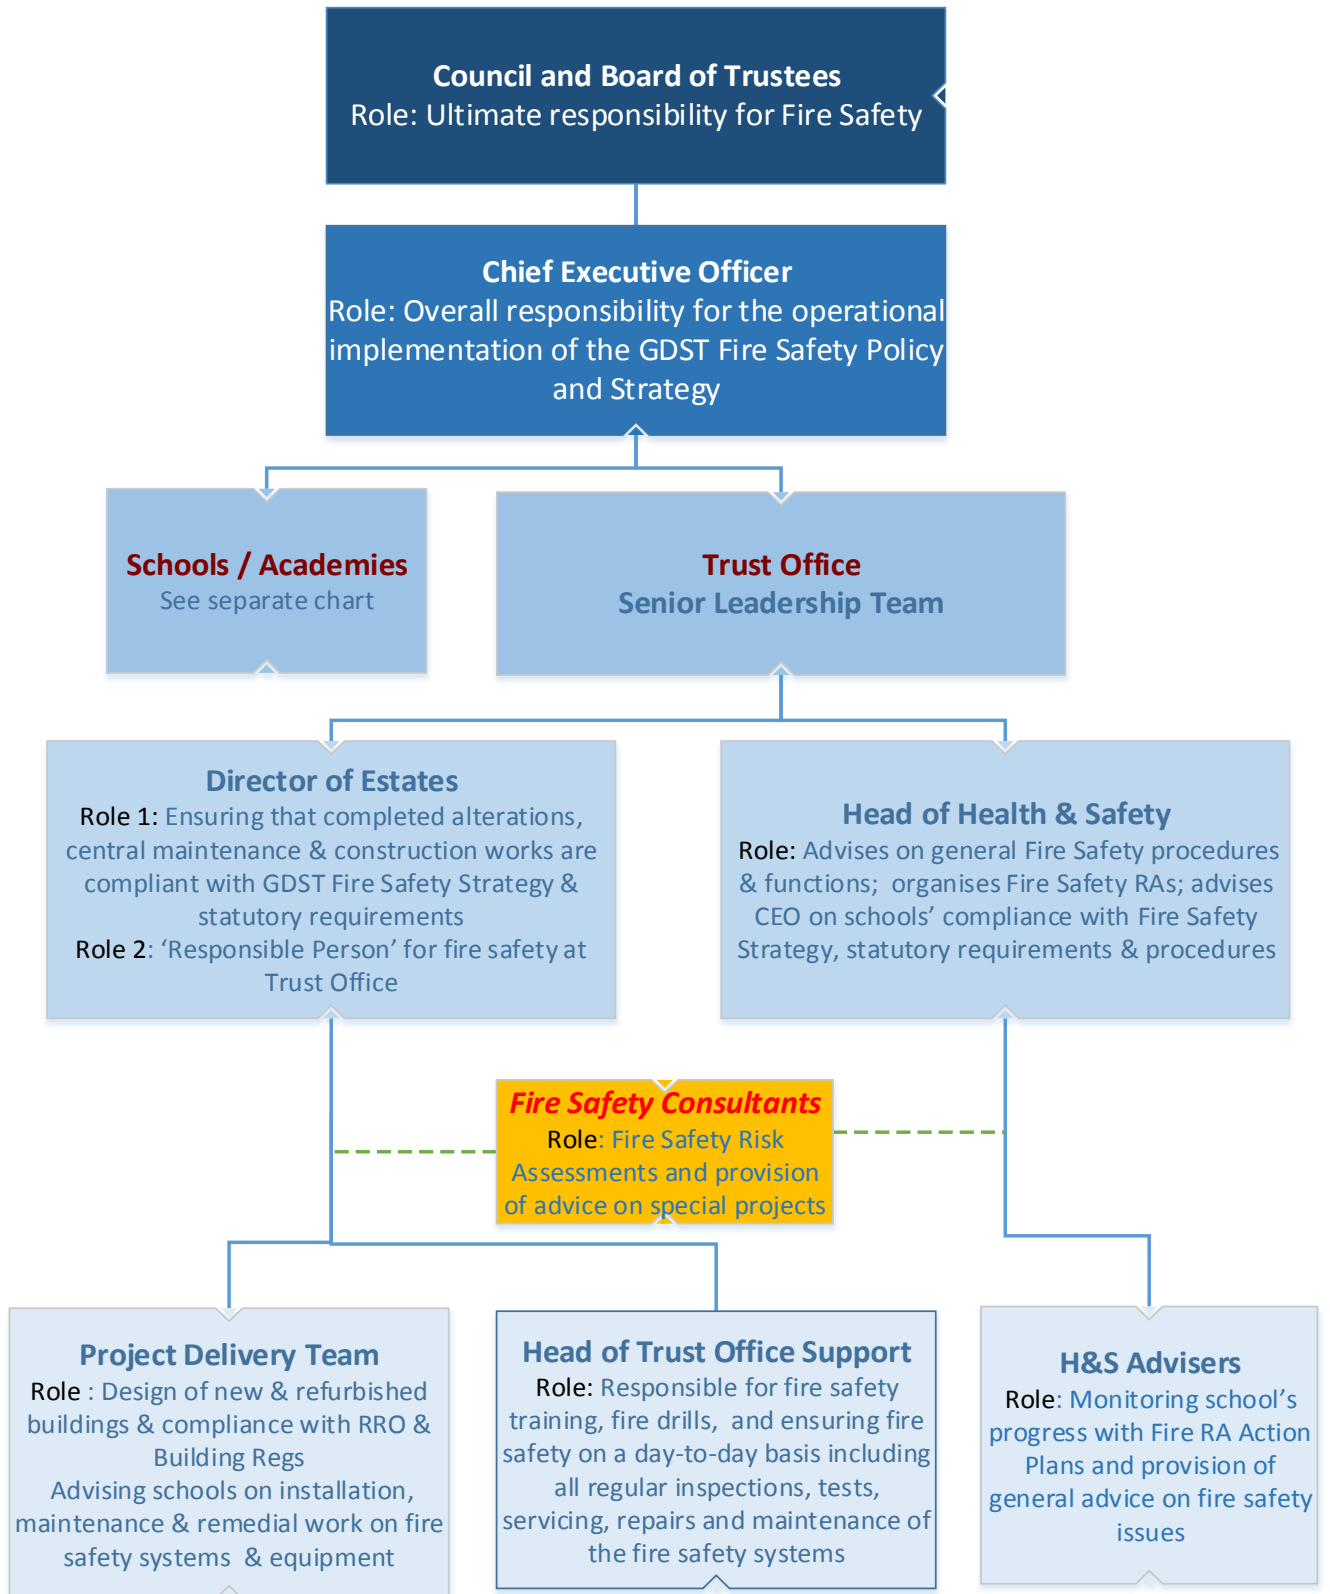 Council and Board of Trustees
Role: Ultimate responsibility for Fire Safety
Chief Executive Officer
Role: Overall responsibility for the operational
implementation of the GDST Fire Safety Policy
and Strategy
Schools / Academies
See separate chart
Trust Office
Senior Leadership Team
Director of Estates
Role 1: Ensuring that completed alterations,
central maintenance & construction works are
compliant with GDST Fire Safety Strategy &
statutory requirements
Role 2: ‘Responsible Person’ for fire safety at
Trust Office
Head of Health & Safety
Role: Advises on general Fire Safety procedures
& functions; organises Fire Safety RAs; advises
CEO on schools’ compliance with Fire Safety
Strategy, statutory requirements & procedures
Fire Safety Consultants
Role: Fire Safety Risk
Assessments and provision
of advice on special projects
Project Delivery Team
Role : Design of new & refurbished
buildings & compliance with RRO &
Building Regs
Advising schools on installation,
maintenance & remedial work on fire
safety systems & equipment
Head of Trust Office Support
Role: Responsible for fire safety
training, fire drills, and ensuring fire
safety on a day-to-day basis including
all regular inspections, tests,
servicing, repairs and maintenance of
the fire safety systems
H&S Advisers
Role: Monitoring school’s
progress with Fire RA Action
Plans and provision of
general advice on fire safety
issues